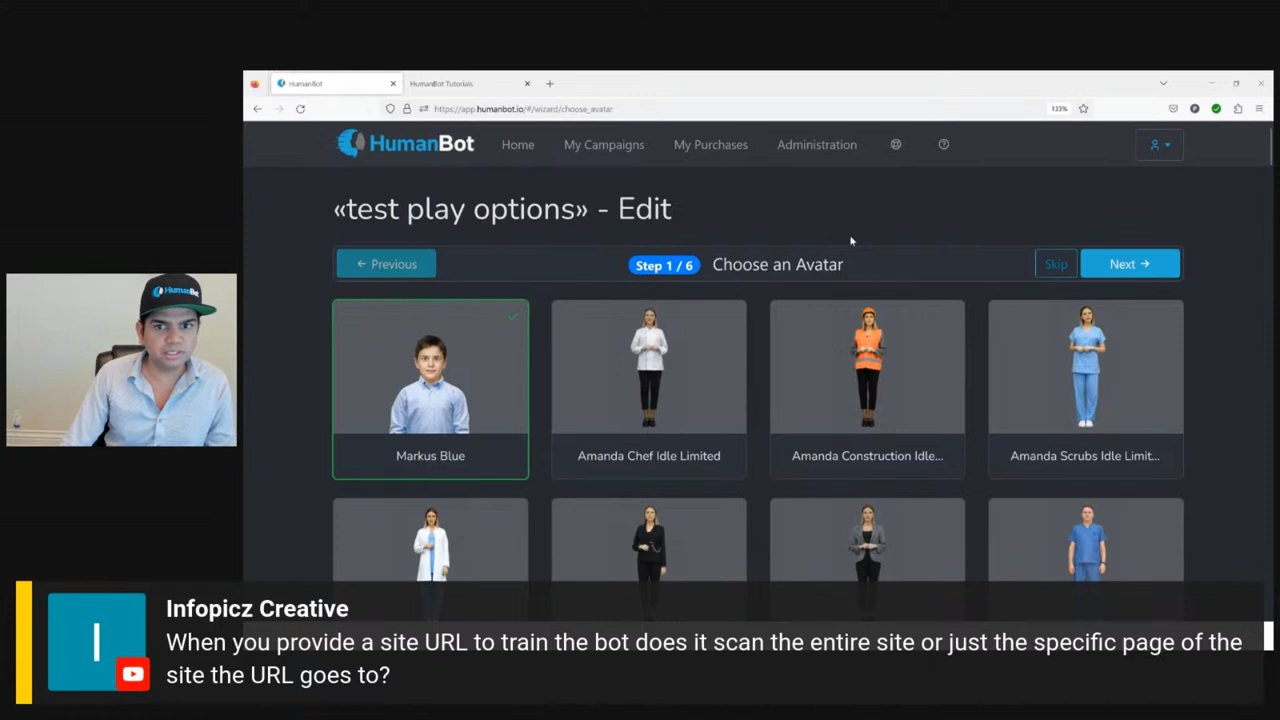 HumanBot
HumanBot Tutorials
https://app.humanbot.io/#/wizard/choose_avatar
133%
HumanBot
Home
My Campaigns
My Purchases
Administration
«test play options» - Edit
← Previous
Step 1 / 6
Choose an Avatar
Skip
Next →
HumanBot
Markus Blue
Amanda Chef Idle Limited
Amanda Construction Idle...
Amanda Scrubs Idle Limit...
I
Infopicz Creative
When you provide a site URL to train the bot does it scan the entire site or just the specific page of the
site the URL goes to?